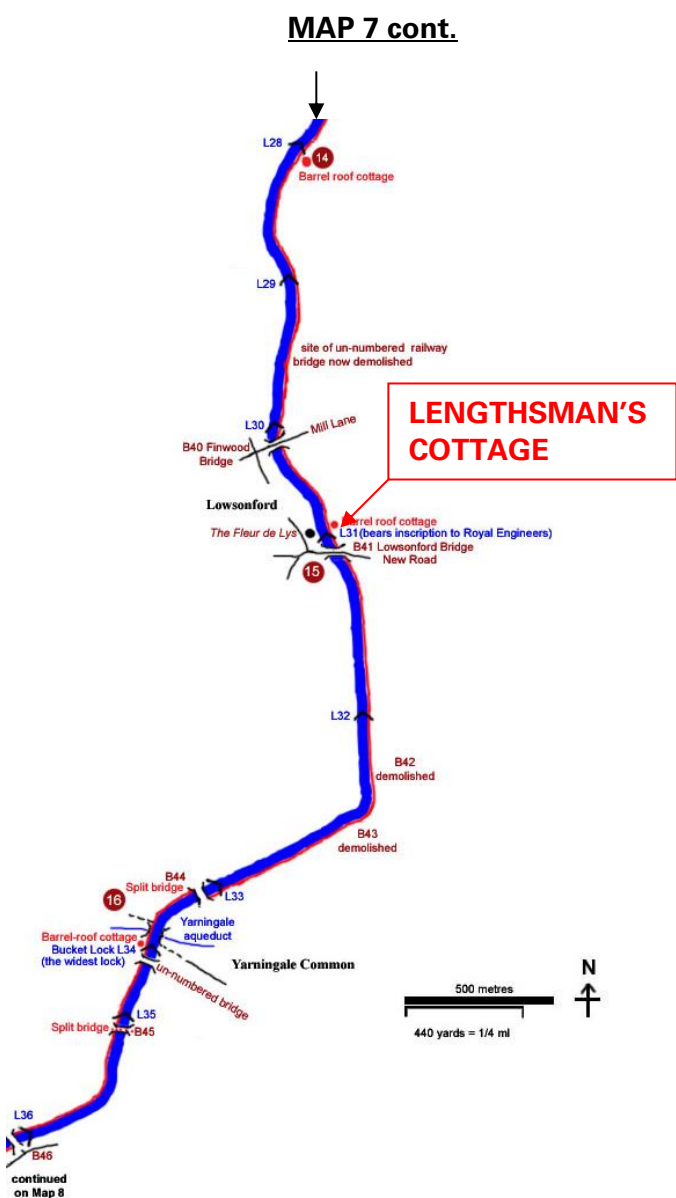 MAP 7 cont.
L28
14
Barrel roof cottage
L29
site of un-numbered railway
bridge now demolished
LENGTHSMAN'S
COTTAGE
L30
Mill Lane
B40 Finwood
Bridge
Lowsonford
Barrel roof cottage
The Fleur de Lys
L31(bears inscription to Royal Engineers)
B41 Lowsonford Bridge
New Road
15
L32
B42
demolished
B43
demolished
B44
Split bridge
L33
16
Yarningale
aqueduct
Barrel-roof cottage
Bucket Lock L34
(the widest lock)
Yarningale Common
un-numbered bridge
N
500 metres
440 yards = 1/4 ml
L35
Split bridge
B45
L36
B46
continued
on Map 8